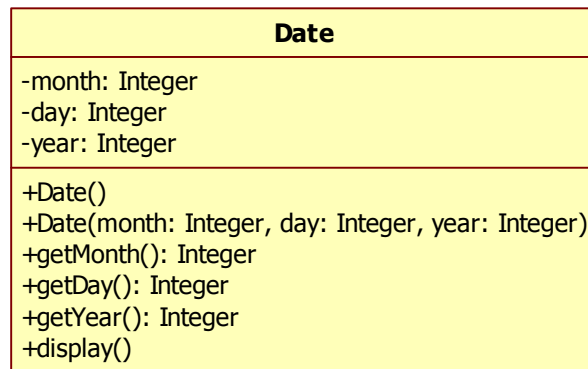 Date
-month: Integer
-day: Integer
-year: Integer
+Date()
+Date(month: Integer, day: Integer, year: Integer)
+getMonth(): Integer
+getDay(): Integer
+getYear(): Integer
+display()